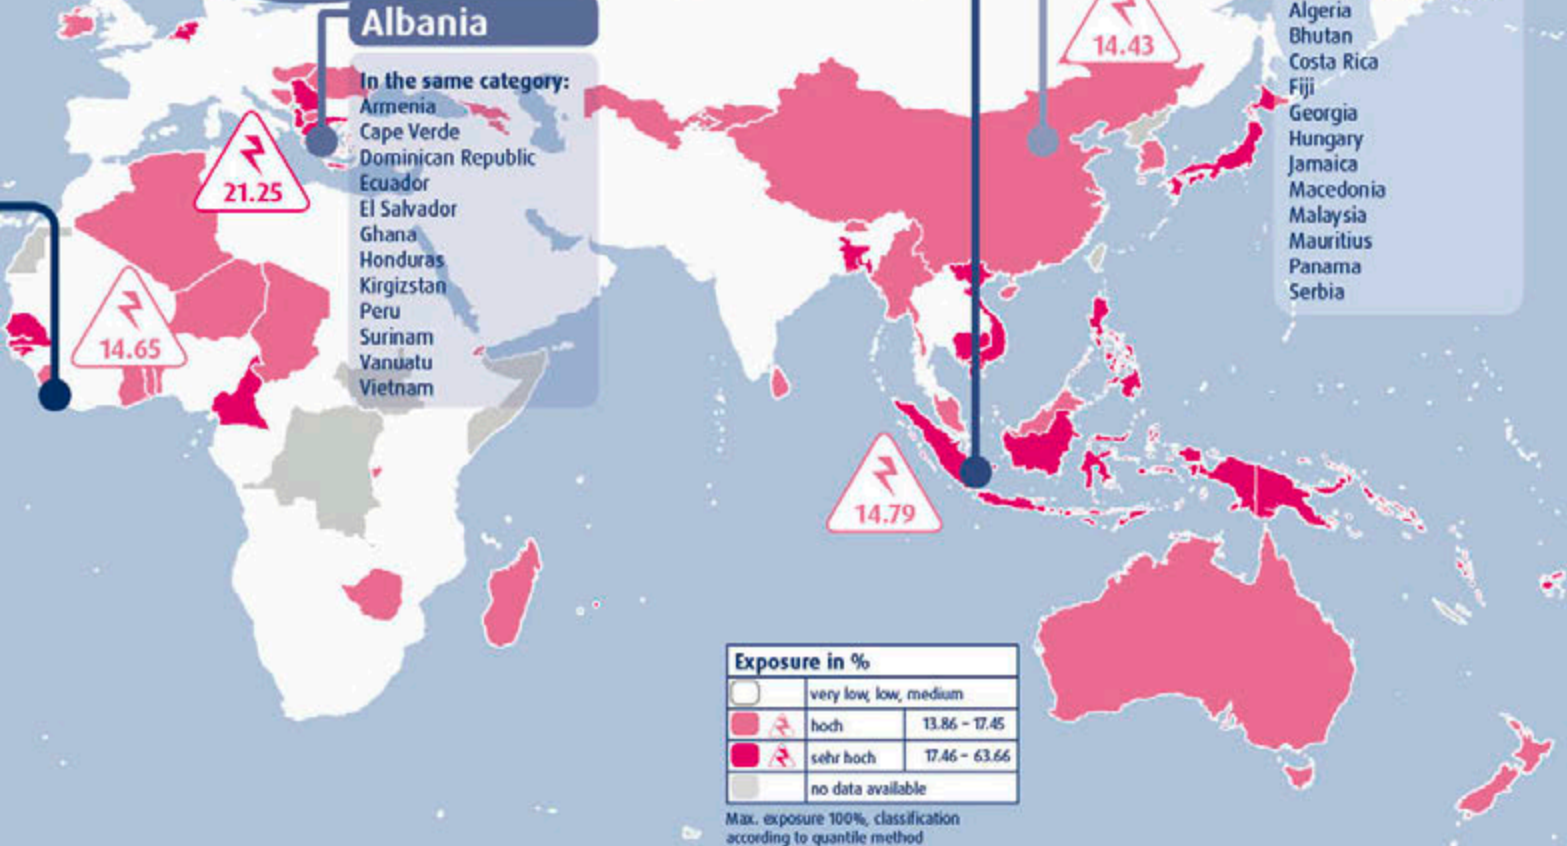 Albania
In the same category:
Armenia
Cape Verde
Dominican Republic
Ecuador
El Salvador
Ghana
Honduras
Kirgizstan
Peru
Surinam
Vanuatu
Vietnam
21.25
14.65
14.43
14.79
Algeria
Bhutan
Costa Rica
Fiji
Georgia
Hungary
Jamaica
Macedonia
Malaysia
Mauritius
Panama
Serbia
Exposure in %
very low, low, medium
hoch 13.86 – 17.45
sehr hoch 17.46 – 63.66
no data available
Max. exposure 100%, classification
according to quantile method